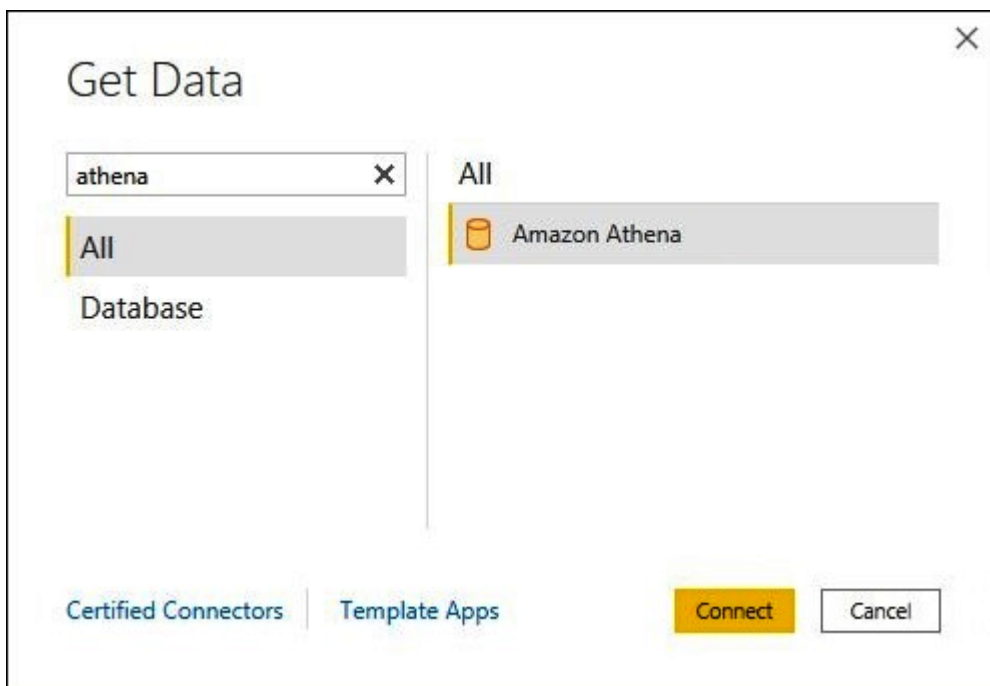 Get Data
athena
All
Database
All
Amazon Athena
Certified Connectors
Template Apps
Connect
Cancel